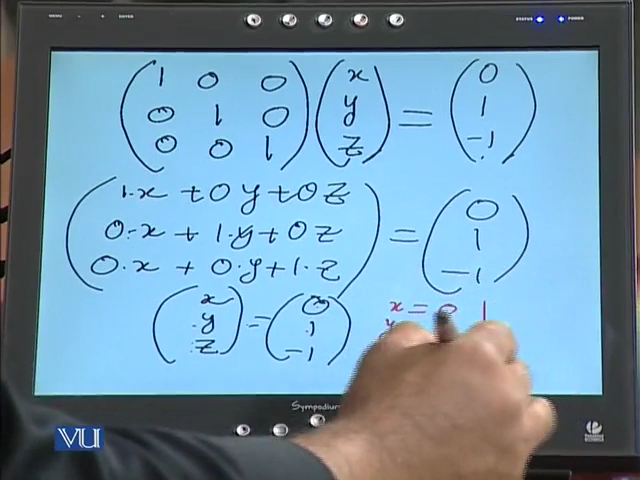 MENU - + ENTER STATUS POWER
1 0 0 x 0
0 1 0 y = 1
0 0 1 z -1
1.x + 0y + 0z 0
0.x + 1.y + 0z = 1
0.x + 0.y + 1.z -1
x 0 x = 0
y = 1 y
z -1
Sympodium
VU